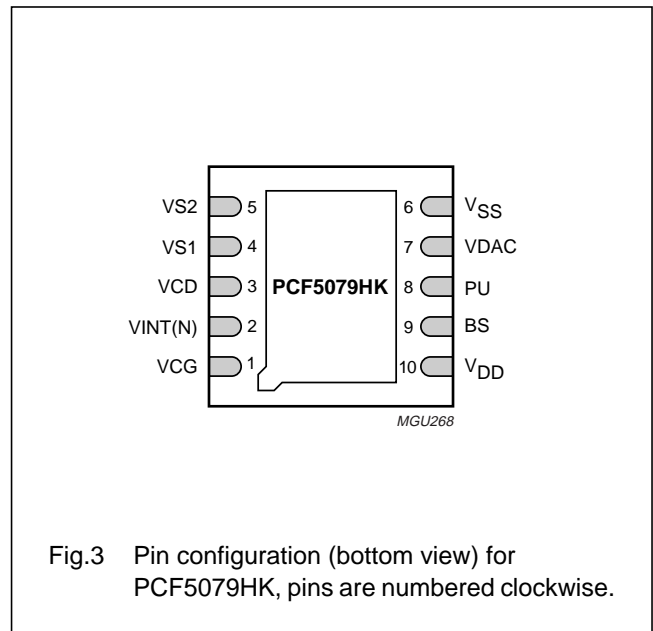 VS2 5 6 VSS
VS1 4 7 VDAC
VCD 3 PCF5079HK 8 PU
VINT(N) 2 9 BS
VCG 1 10 VDD
MGU268
Fig.3 Pin configuration (bottom view) for
PCF5079HK, pins are numbered clockwise.